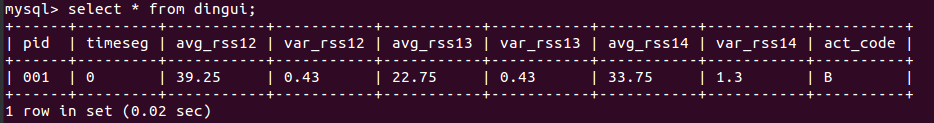 mysql> select * from dingui;
+------+---------+-----------+-----------+-----------+-----------+-----------+-----------+----------+
| pid  | timeseg | avg_rss12 | var_rss12 | avg_rss13 | var_rss13 | avg_rss14 | var_rss14 | act_code |
+------+---------+-----------+-----------+-----------+-----------+-----------+-----------+----------+
| 001  | 0       | 39.25     | 0.43      | 22.75     | 0.43      | 33.75     | 1.3       | B        |
+------+---------+-----------+-----------+-----------+-----------+-----------+-----------+----------+
1 row in set (0.02 sec)